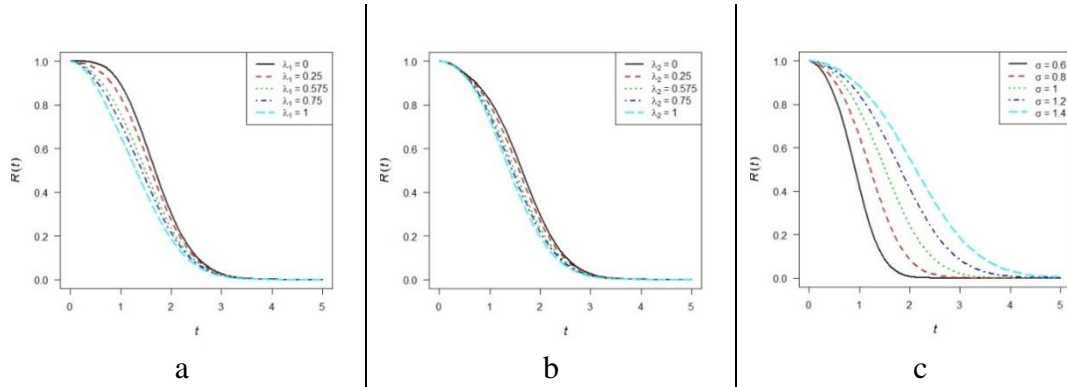 1.0
0.8
0.6
0.4
0.2
0.0
R(t)
0 1 2 3 4 5
t
λ₁ = 0
λ₁ = 0.25
λ₁ = 0.575
λ₁ = 0.75
λ₁ = 1
a
1.0
0.8
0.6
0.4
0.2
0.0
R(t)
0 1 2 3 4 5
t
λ₂ = 0
λ₂ = 0.25
λ₂ = 0.575
λ₂ = 0.75
λ₂ = 1
b
1.0
0.8
0.6
0.4
0.2
0.0
R(t)
0 1 2 3 4 5
t
σ = 0.6
σ = 0.8
σ = 1
σ = 1.2
σ = 1.4
c